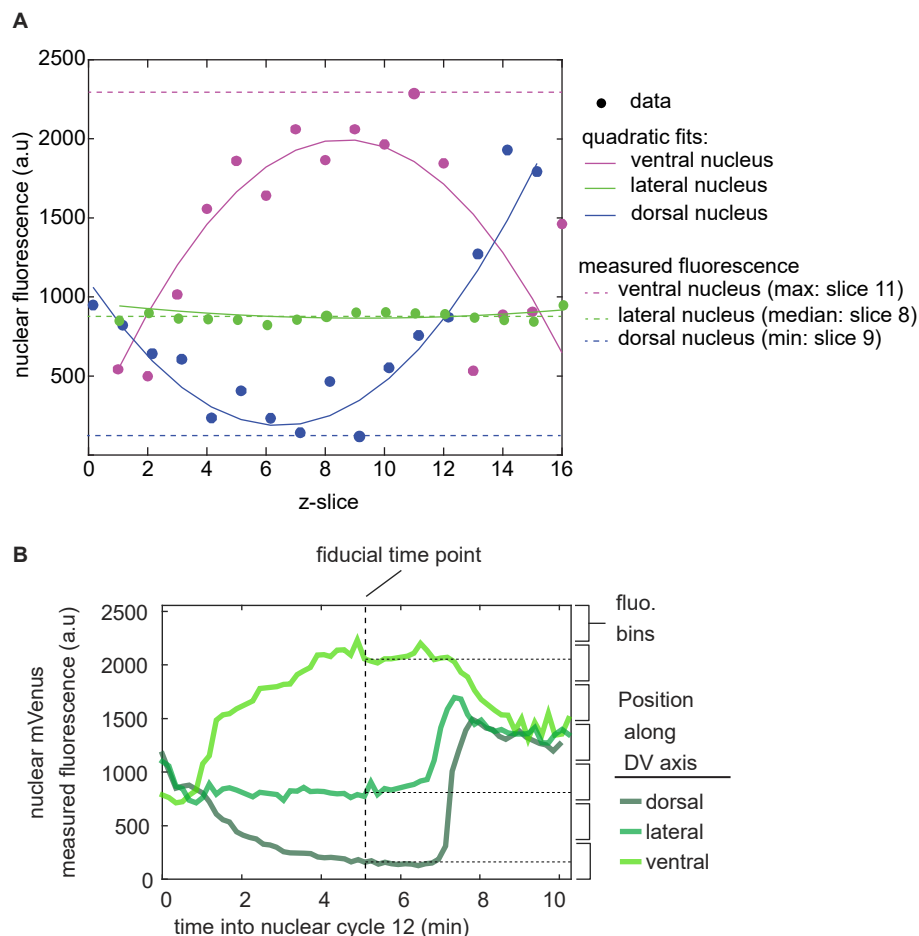 A
2500
2000
1500
1000
500
0 2 4 6 8 10 12 14 16
nuclear fluorescence (a.u)
z-slice
data
quadratic fits:
ventral nucleus
lateral nucleus
dorsal nucleus
measured fluorescence
ventral nucleus (max: slice 11)
lateral nucleus (median: slice 8)
dorsal nucleus (min: slice 9)
B
fiducial time point
nuclear mVenus
measured fluorescence (a.u)
2500
2000
1500
1000
500
0
0 2 4 6 8 10
time into nuclear cycle 12 (min)
fluo.
bins
Position
along
DV axis
dorsal
lateral
ventral